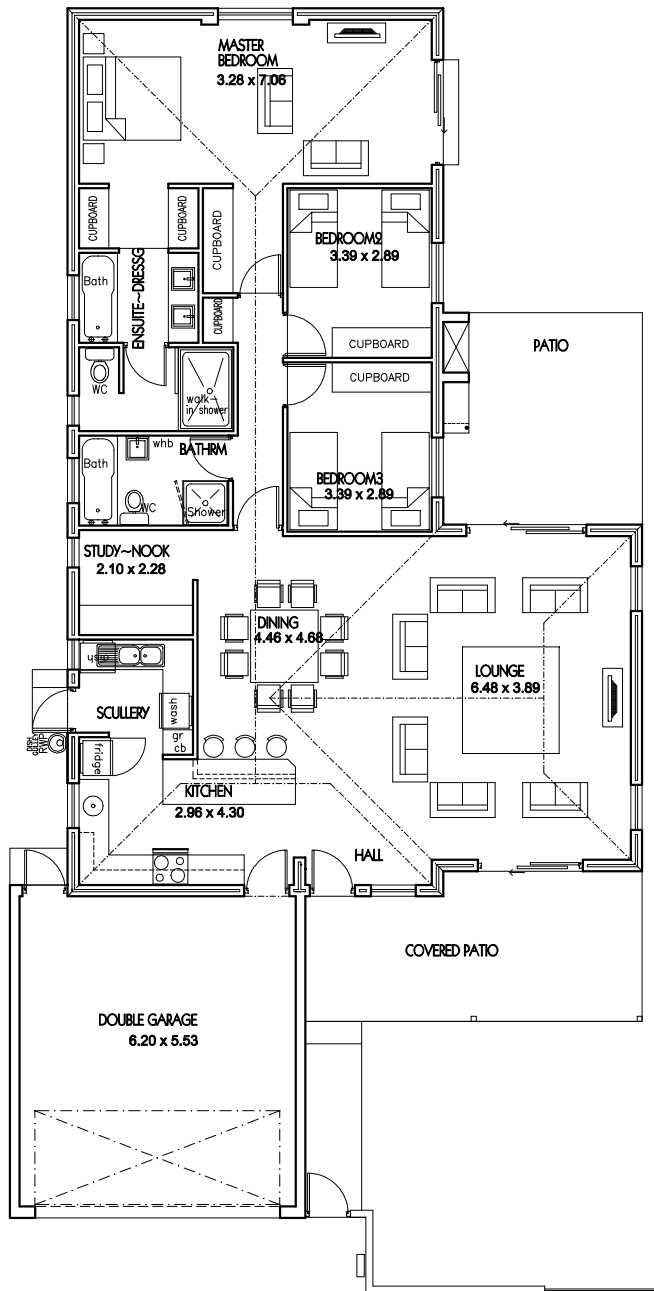 MASTER
BEDROOM
3.28 x 7.06
CUPBOARD
CUPBOARD
CUPBOARD
BEDROOM2
3.39 x 2.89
ENSUITE~DRESSG
Bath
CUPBOARD
CUPBOARD
PATIO
CUPBOARD
WC
walk-
in shower
whb
BATHRM
Bath
BEDROOM3
3.39 x 2.89
WC
Shower
STUDY~NOOK
2.10 x 2.28
DINING
4.46 x 4.68
LOUNGE
6.48 x 3.89
dish
SCULLERY
wash
gr
cb
RWP
fridge
KITCHEN
2.96 x 4.30
HALL
COVERED PATIO
DOUBLE GARAGE
6.20 x 5.53